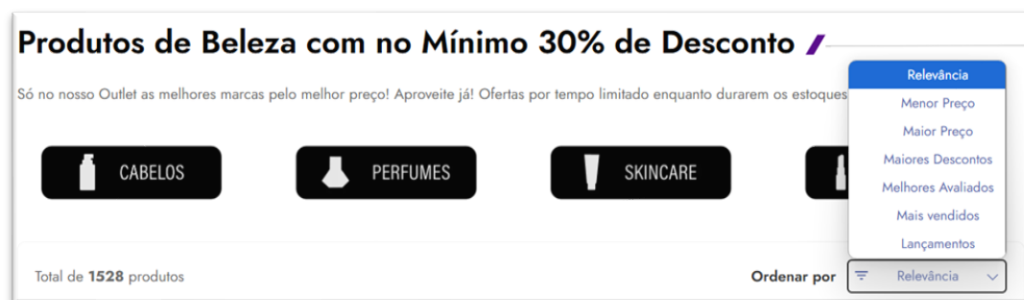 Produtos de Beleza com no Mínimo 30% de Desconto
Só no nosso Outlet as melhores marcas pelo melhor preço! Aproveite já! Ofertas por tempo limitado enquanto durarem os estoques
CABELOS
PERFUMES
SKINCARE
Relevância
Menor Preço
Maior Preço
Maiores Descontos
Melhores Avaliados
Mais vendidos
Lançamentos
Total de 1528 produtos
Ordenar por Relevância